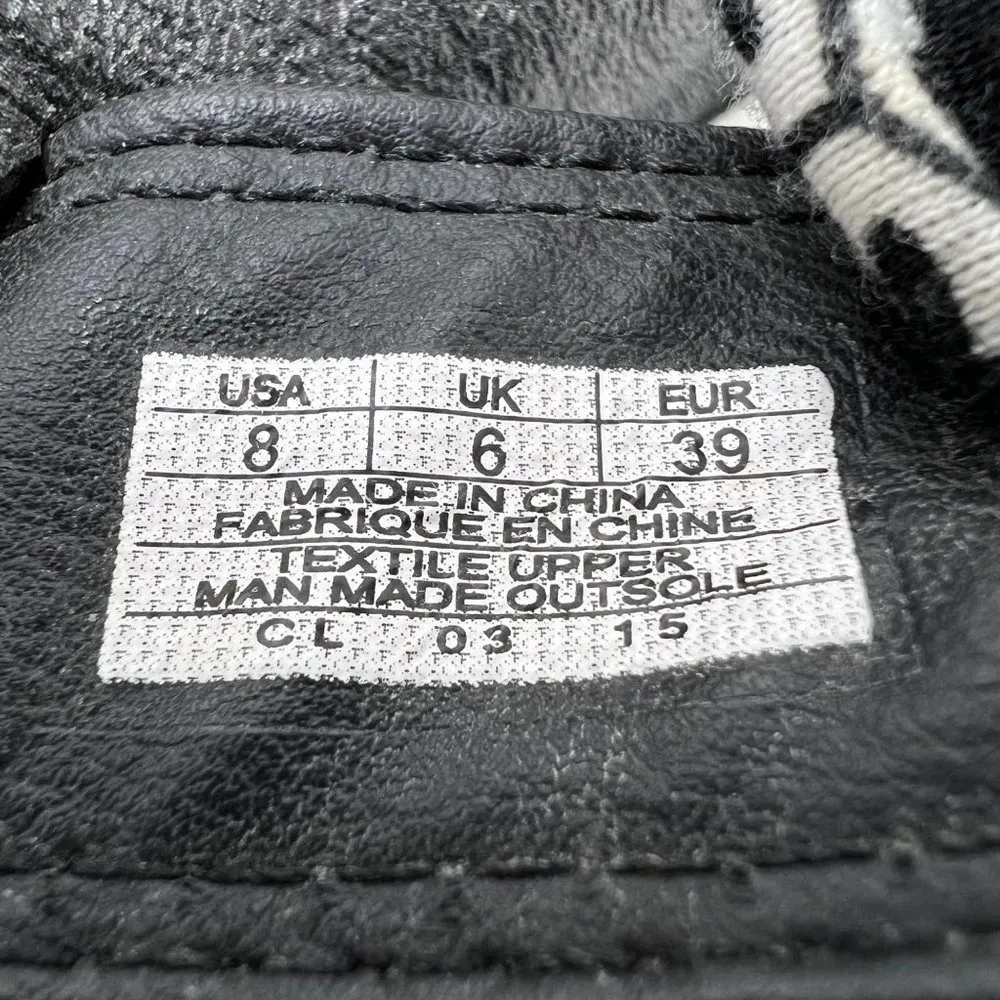 USA UK EUR
8 6 39
MADE IN CHINA
FABRIQUE EN CHINE
TEXTILE UPPER
MAN MADE OUTSOLE
CL 03 15